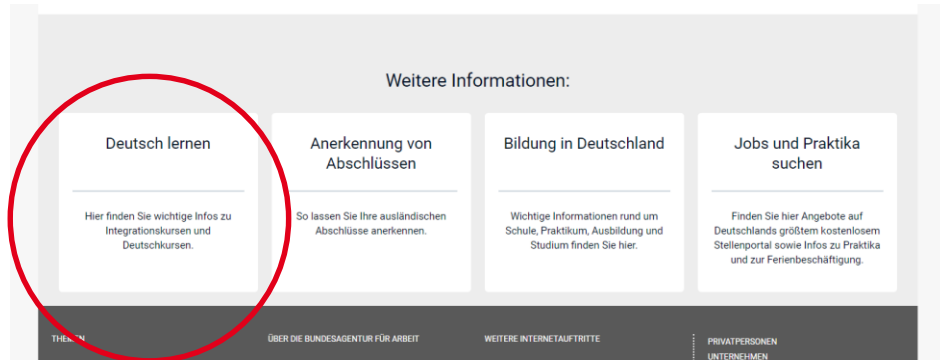 Weitere Informationen:
Deutsch lernen
Hier finden Sie wichtige Infos zu
Integrationskursen und
Deutschkursen.
Anerkennung von
Abschlüssen
So lassen Sie Ihre ausländischen
Abschlüsse anerkennen.
Bildung in Deutschland
Wichtige Informationen rund um
Schule, Praktikum, Ausbildung und
Studium finden Sie hier.
Jobs und Praktika
suchen
Finden Sie hier Angebote auf
Deutschlands größtem kostenlosem
Stellenportal sowie Infos zu Praktika
und zur Ferienbeschäftigung.
THEMEN
ÜBER DIE BUNDESAGENTUR FÜR ARBEIT
WEITERE INTERNETAUFTRITTE
PRIVATPERSONEN
UNTERNEHMEN